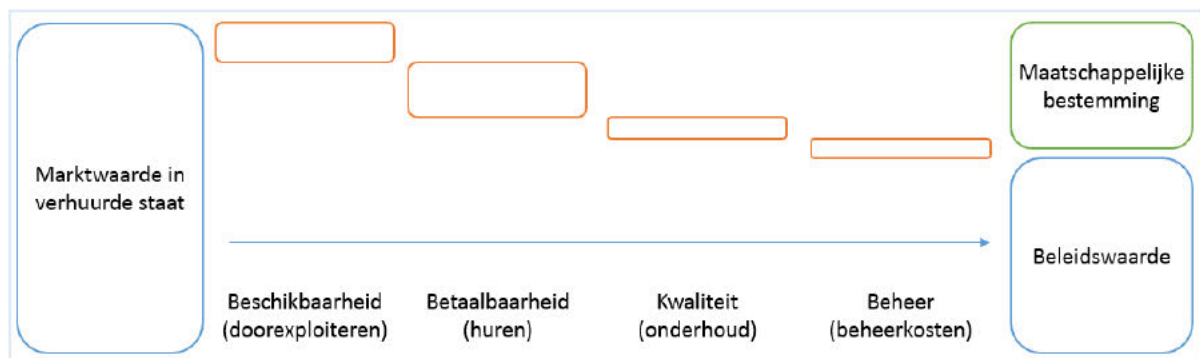 Marktwaarde in
verhuurde staat
Beschikbaarheid
(doorexploiteren)
Betaalbaarheid
(huren)
Kwaliteit
(onderhoud)
Beheer
(beheerkosten)
Maatschappelijke
bestemming
Beleidswaarde